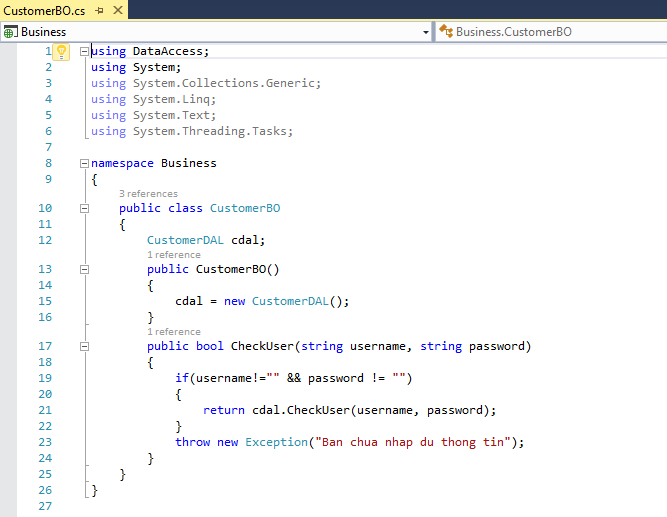 CustomerBO.cs
Business
Business.CustomerBO
1 using DataAccess;
2 using System;
3 using System.Collections.Generic;
4 using System.Linq;
5 using System.Text;
6 using System.Threading.Tasks;
7
8 namespace Business
9 {
3 references
10 public class CustomerBO
11 {
12 CustomerDAL cdal;
1 reference
13 public CustomerBO()
14 {
15 cdal = new CustomerDAL();
16 }
1 reference
17 public bool CheckUser(string username, string password)
18 {
19 if(username!="" && password != "")
20 {
21 return cdal.CheckUser(username, password);
22 }
23 throw new Exception("Ban chua nhap du thong tin");
24 }
25 }
26 }
27